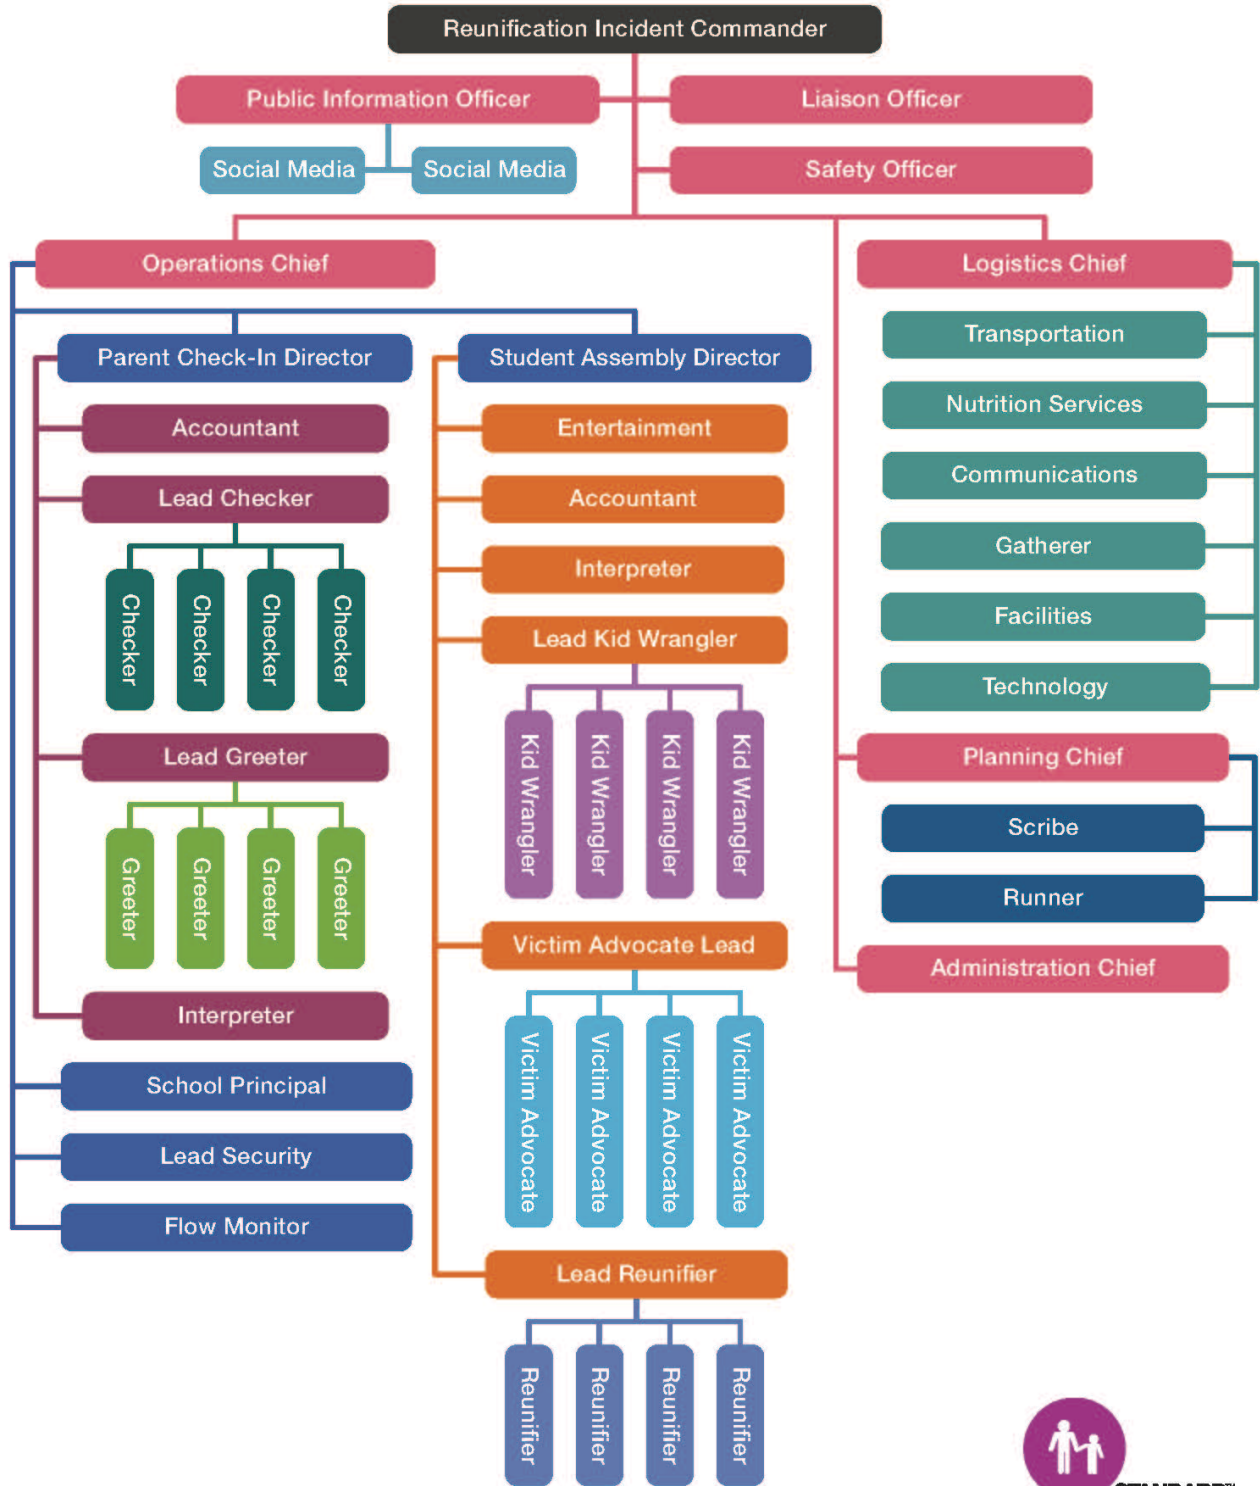 Reunification Incident Commander
Public Information Officer
Liaison Officer
Social Media
Social Media
Safety Officer
Operations Chief
Logistics Chief
Parent Check-In Director
Accountant
Lead Checker
Checker
Checker
Checker
Checker
Lead Greeter
Greeter
Greeter
Greeter
Greeter
Interpreter
School Principal
Lead Security
Flow Monitor
Student Assembly Director
Entertainment
Accountant
Interpreter
Lead Kid Wrangler
Kid Wrangler
Kid Wrangler
Kid Wrangler
Kid Wrangler
Victim Advocate Lead
Victim Advocate
Victim Advocate
Victim Advocate
Victim Advocate
Lead Reunifier
Reunifier
Reunifier
Reunifier
Reunifier
Transportation
Nutrition Services
Communications
Gatherer
Facilities
Technology
Planning Chief
Scribe
Runner
Administration Chief